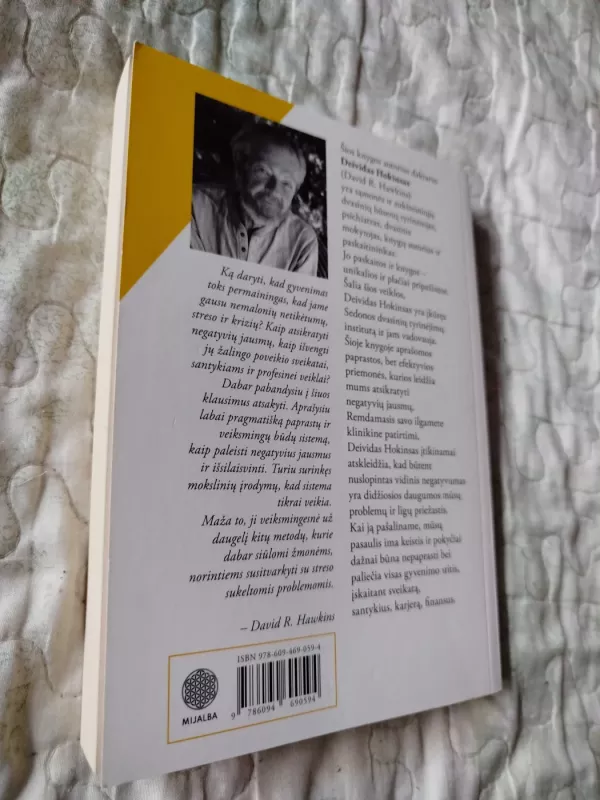 Ką daryti, kad gyvenimas
toks permainingas, kad jame
gausu nemalonių netikėtumų,
streso ir krizių? Kaip atsikratyti
negatyvių jausmų, kaip išvengti
jų žalingo poveikio sveikatai,
santykiams ir profesinei veiklai?
Dabar pabandysiu į šiuos
klausimus atsakyti. Aprašysiu
labai pragmatišką paprastų ir
veiksmingų būdų sistemą,
kaip paleisti negatyvius jausmus
ir išsilaisvinti. Turiu surinkęs
mokslinių įrodymų, kad sistema
tikrai veikia.
Maža to, ji veiksmingesnė už
daugelį kitų metodų, kurie
dabar siūlomi žmonėms,
norintiems susitvarkyti su streso
sukeltomis problemomis.
– David R. Hawkins
Šios knygos autorius daktaras
Deividas Hokinsas
(David R. Hawkins)
yra sąmonės ir aukštesniųjų
dvasinių būsenų tyrinėtojas,
psichiatras, dvasinis
mokytojas, knygų autorius ir
paskaitininkas.
Jo paskaitos ir knygos –
unikalios ir plačiai pripažintos.
Šalia šios veiklos,
Deividas Hokinsas yra įkūręs
Sedonos dvasinių tyrinėjimų
institutą ir jam vadovauja.
Šioje knygoje aprašomos
paprastos, bet efektyvios
priemonės, kurios leidžia
mums atsikratyti
negatyvių jausmų.
Remdamasis savo ilgamete
klinikine patirtimi,
Deividas Hokinsas įtikinamai
atskleidžia, kad būtent
nuslopintas vidinis negatyvumas
yra didžiosios daugumos mūsų
problemų ir ligų priežastis.
Kai ją pašaliname, mūsų
pasaulis ima keistis ir pokyčiai
dažnai būna nepaprasti bei
paliečia visas gyvenimo sritis,
įskaitant sveikatą,
santykius, karjerą, finansus.
MIJALBA
ISBN 978-609-469-059-4
9 786094 690594